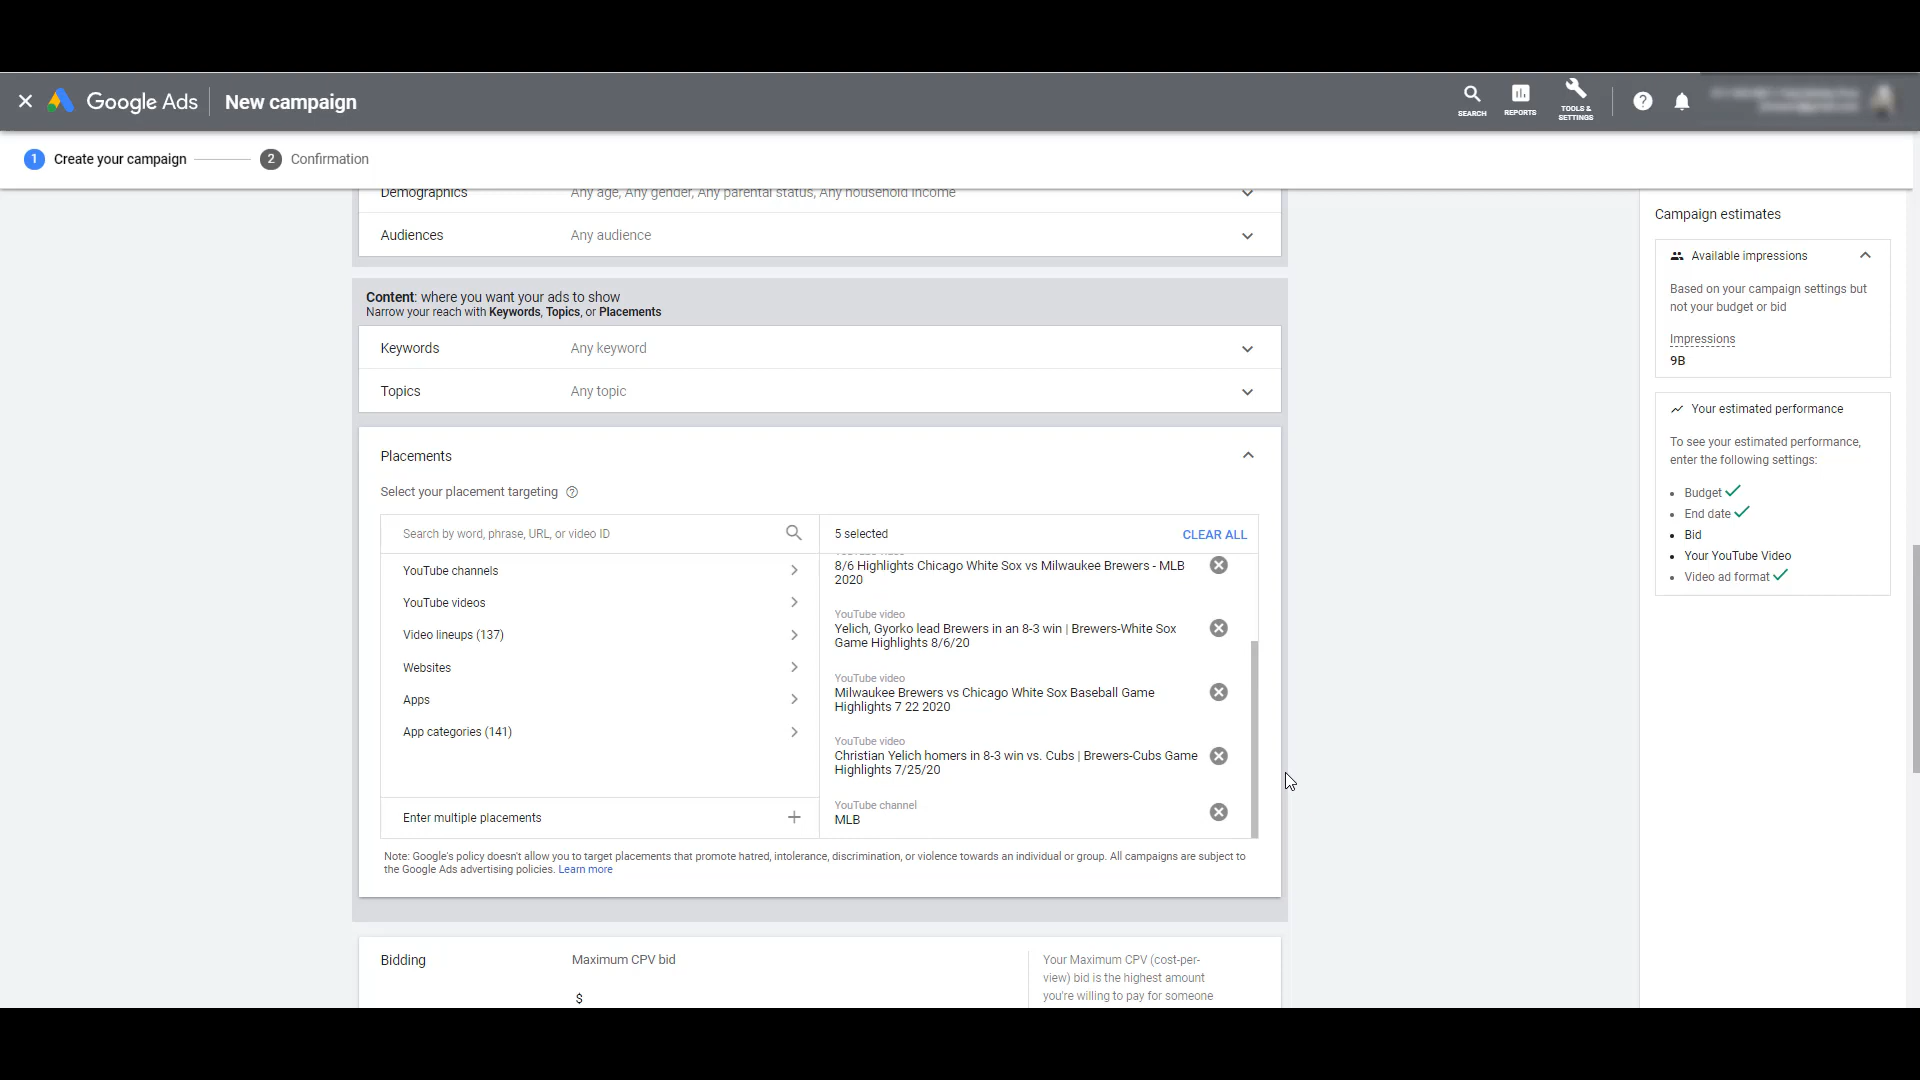 Google Ads
New campaign
SEARCH
REPORTS
TOOLS &
SETTINGS
1 Create your campaign
2 Confirmation
Demographics
Any age, Any gender, Any parental status, Any household income
Audiences
Any audience
Content: where you want your ads to show
Narrow your reach with Keywords, Topics, or Placements
Keywords
Any keyword
Topics
Any topic
Placements
Select your placement targeting
Search by word, phrase, URL, or video ID
YouTube channels
YouTube videos
Video lineups (137)
Websites
Apps
App categories (141)
Enter multiple placements
5 selected
CLEAR ALL
8/6 Highlights Chicago White Sox vs Milwaukee Brewers - MLB
2020
YouTube video
Yelich, Gyorko lead Brewers in an 8-3 win | Brewers-White Sox
Game Highlights 8/6/20
YouTube video
Milwaukee Brewers vs Chicago White Sox Baseball Game
Highlights 7 22 2020
YouTube video
Christian Yelich homers in 8-3 win vs. Cubs | Brewers-Cubs Game
Highlights 7/25/20
YouTube channel
MLB
Note: Google's policy doesn't allow you to target placements that promote hatred, intolerance, discrimination, or violence towards an individual or group. All campaigns are subject to
the Google Ads advertising policies. Learn more
Bidding
Maximum CPV bid
$
Your Maximum CPV (cost-per-
view) bid is the highest amount
you're willing to pay for someone
Campaign estimates
Available impressions
Based on your campaign settings but
not your budget or bid
Impressions
9B
Your estimated performance
To see your estimated performance,
enter the following settings:
• Budget
• End date
• Bid
• Your YouTube Video
• Video ad format